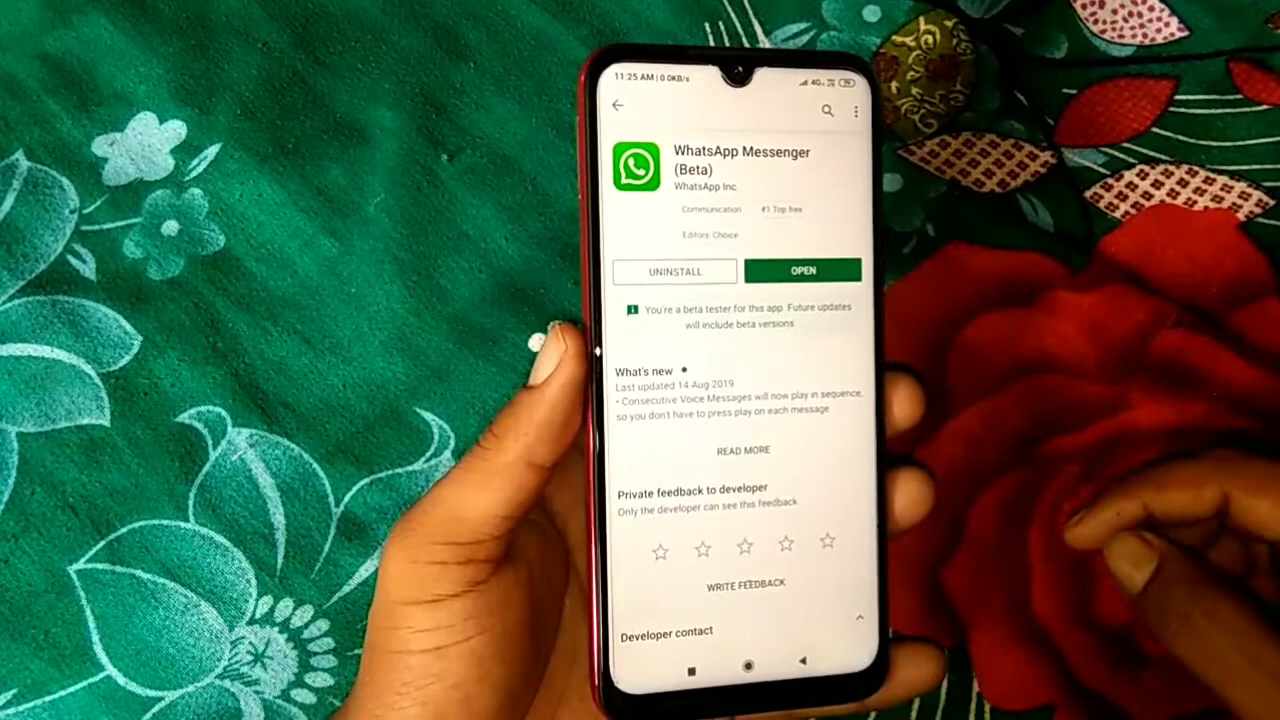 11:25 AM | 0.0KB/s
WhatsApp Messenger
(Beta)
WhatsApp Inc.
Communication #1 Top free
Editors' Choice
UNINSTALL OPEN
You're a beta tester for this app. Future updates
will include beta versions
What's new
Last updated 14 Aug 2019
• Consecutive Voice Messages will now play in sequence,
so you don't have to press play on each message
READ MORE
Private feedback to developer
Only the developer can see this feedback.
WRITE FEEDBACK
Developer contact